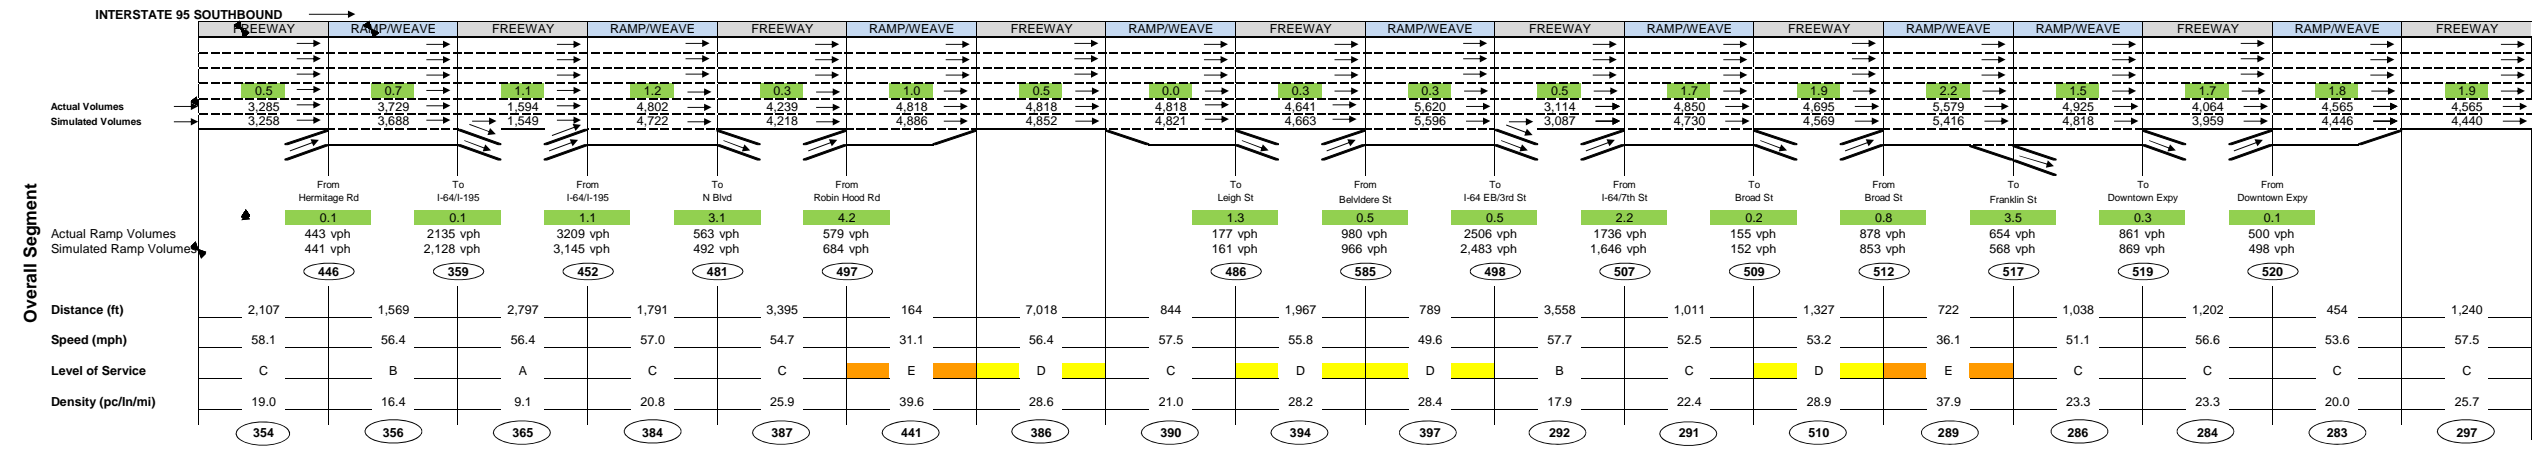 INTERSTATE 95 SOUTHBOUND
FREEWAY RAMP/WEAVE FREEWAY RAMP/WEAVE FREEWAY RAMP/WEAVE FREEWAY RAMP/WEAVE FREEWAY RAMP/WEAVE FREEWAY RAMP/WEAVE FREEWAY RAMP/WEAVE RAMP/WEAVE FREEWAY RAMP/WEAVE FREEWAY
0.5 0.7 1.1 1.2 0.3 1.0 0.5 0.0 0.3 0.3 0.5 1.7 1.9 2.2 1.5 1.7 1.8 1.9
Actual Volumes 3,285 3,729 1,594 4,802 4,239 4,818 4,818 4,818 4,641 5,620 3,114 4,850 4,695 5,579 4,925 4,064 4,565 4,565
Simulated Volumes 3,258 3,688 1,549 4,722 4,218 4,886 4,852 4,821 4,663 5,596 3,087 4,730 4,569 5,416 4,818 3,959 4,446 4,440
From To From To From To From To From To From To To From
Hermitage Rd I-64/I-195 I-64/I-195 N Blvd Robin Hood Rd Leigh St Belvldere St I-64 EB/3rd St I-64/7th St Broad St Broad St Franklin St Downtown Expy Downtown Expy
0.1 0.1 1.1 3.1 4.2 1.3 0.5 0.5 2.2 0.2 0.8 3.5 0.3 0.1
Actual Ramp Volumes 443 vph 2135 vph 3209 vph 563 vph 579 vph 177 vph 980 vph 2506 vph 1736 vph 155 vph 878 vph 654 vph 861 vph 500 vph
Simulated Ramp Volumes 441 vph 2,128 vph 3,145 vph 492 vph 684 vph 161 vph 966 vph 2,483 vph 1,646 vph 152 vph 853 vph 568 vph 869 vph 498 vph
446 359 452 481 497 486 585 498 507 509 512 517 519 520
Overall Segment
Distance (ft) 2,107 1,569 2,797 1,791 3,395 164 7,018 844 1,967 789 3,558 1,011 1,327 722 1,038 1,202 454 1,240
Speed (mph) 58.1 56.4 56.4 57.0 54.7 31.1 56.4 57.5 55.8 49.6 57.7 52.5 53.2 36.1 51.1 56.6 53.6 57.5
Level of Service C B A C C E D C D D B C D E C C C C
Density (pc/ln/mi) 19.0 16.4 9.1 20.8 25.9 39.6 28.6 21.0 28.2 28.4 17.9 22.4 28.9 37.9 23.3 23.3 20.0 25.7
354 356 365 384 387 441 386 390 394 397 292 291 510 289 286 284 283 297